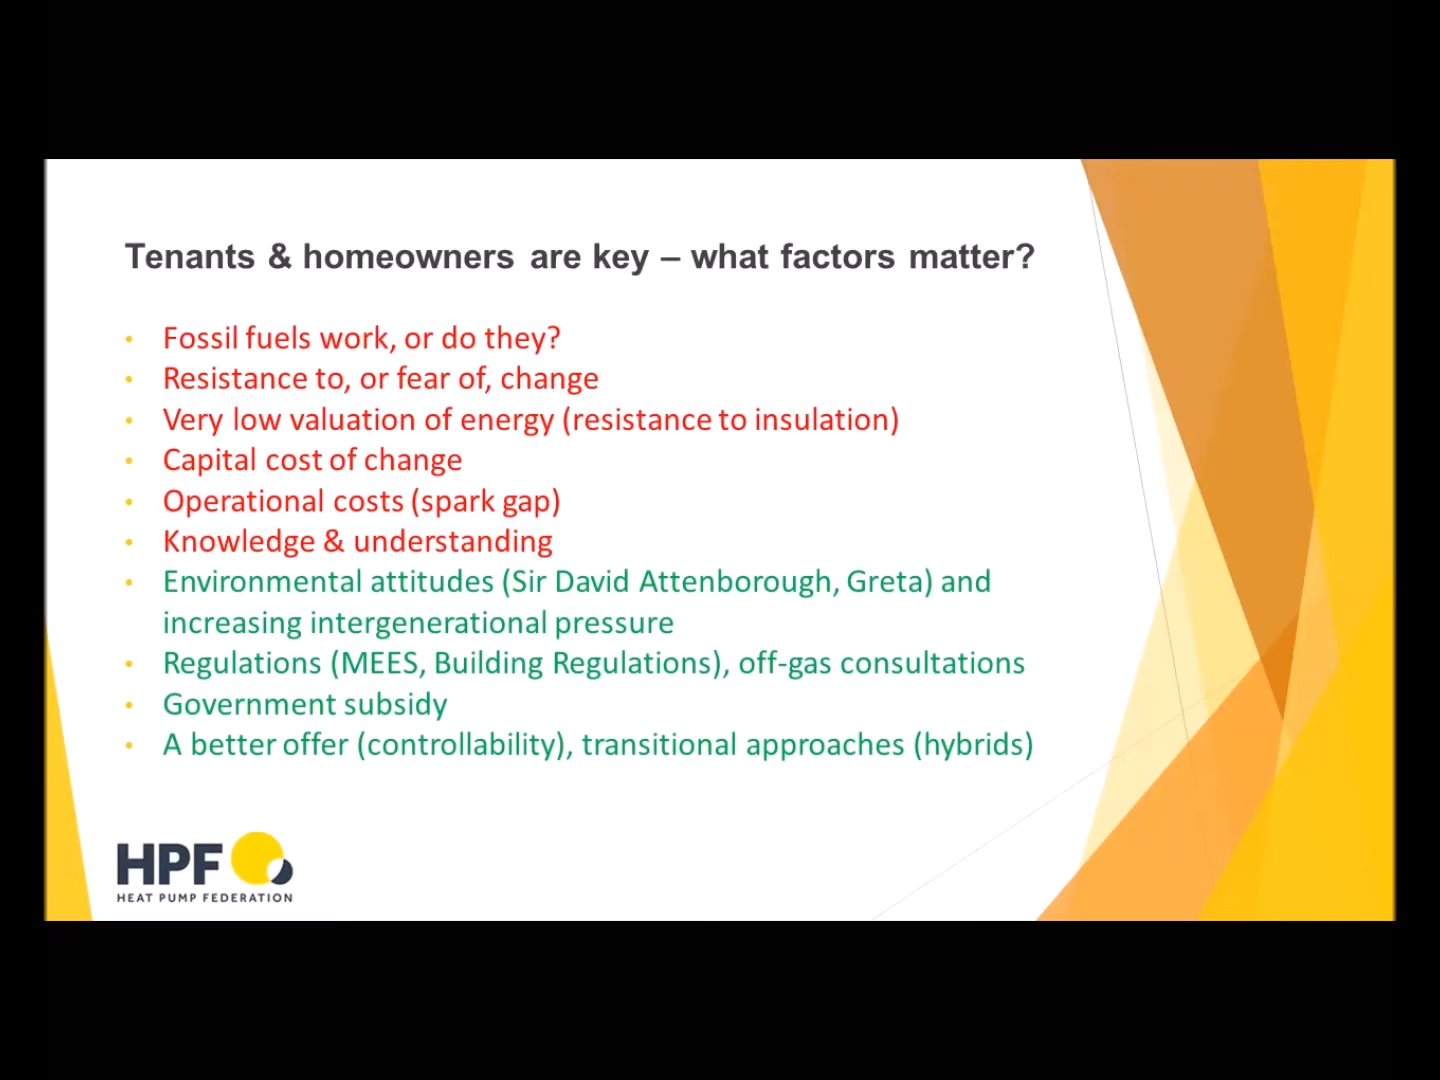 Tenants & homeowners are key – what factors matter?
• Fossil fuels work, or do they?
• Resistance to, or fear of, change
• Very low valuation of energy (resistance to insulation)
• Capital cost of change
• Operational costs (spark gap)
• Knowledge & understanding
• Environmental attitudes (Sir David Attenborough, Greta) and
increasing intergenerational pressure
• Regulations (MEES, Building Regulations), off-gas consultations
• Government subsidy
• A better offer (controllability), transitional approaches (hybrids)
HPF
HEAT PUMP FEDERATION